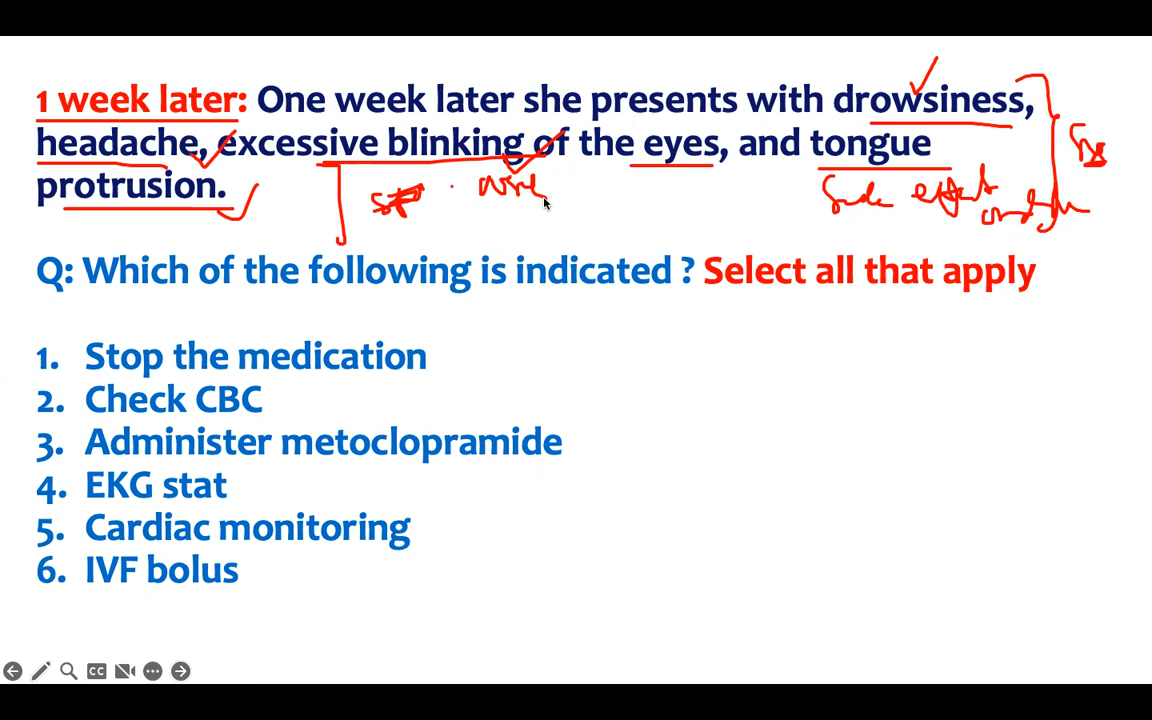 1 week later: One week later she presents with drowsiness,
headache, excessive blinking of the eyes, and tongue
protrusion.
Side effect
Q: Which of the following is indicated ? Select all that apply
1. Stop the medication
2. Check CBC
3. Administer metoclopramide
4. EKG stat
5. Cardiac monitoring
6. IVF bolus
CC